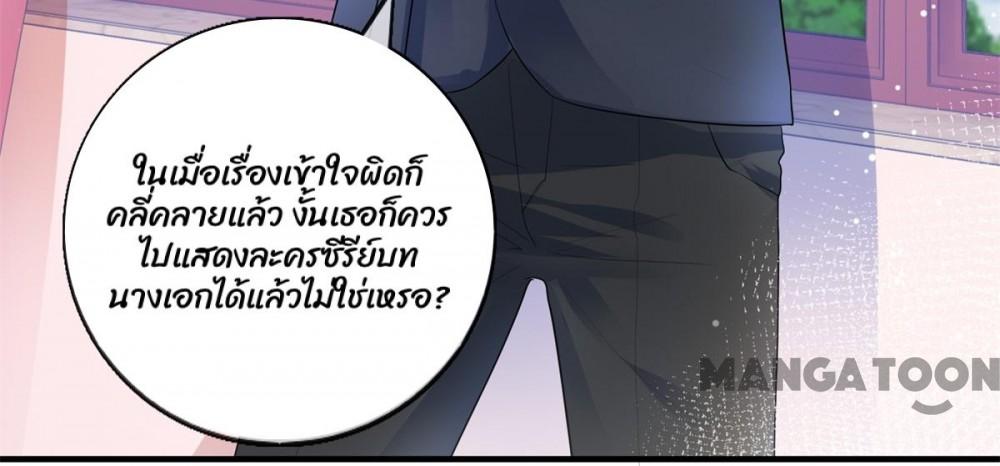 ในเมื่อเรื่องเข้าใจผิดก็
คลี่คลายแล้ว งั้นเธอก็ควร
ไปแสดงละครซีรีย์บท
นางเอกได้แล้วไม่ใช่เหรอ?
MANGATOON